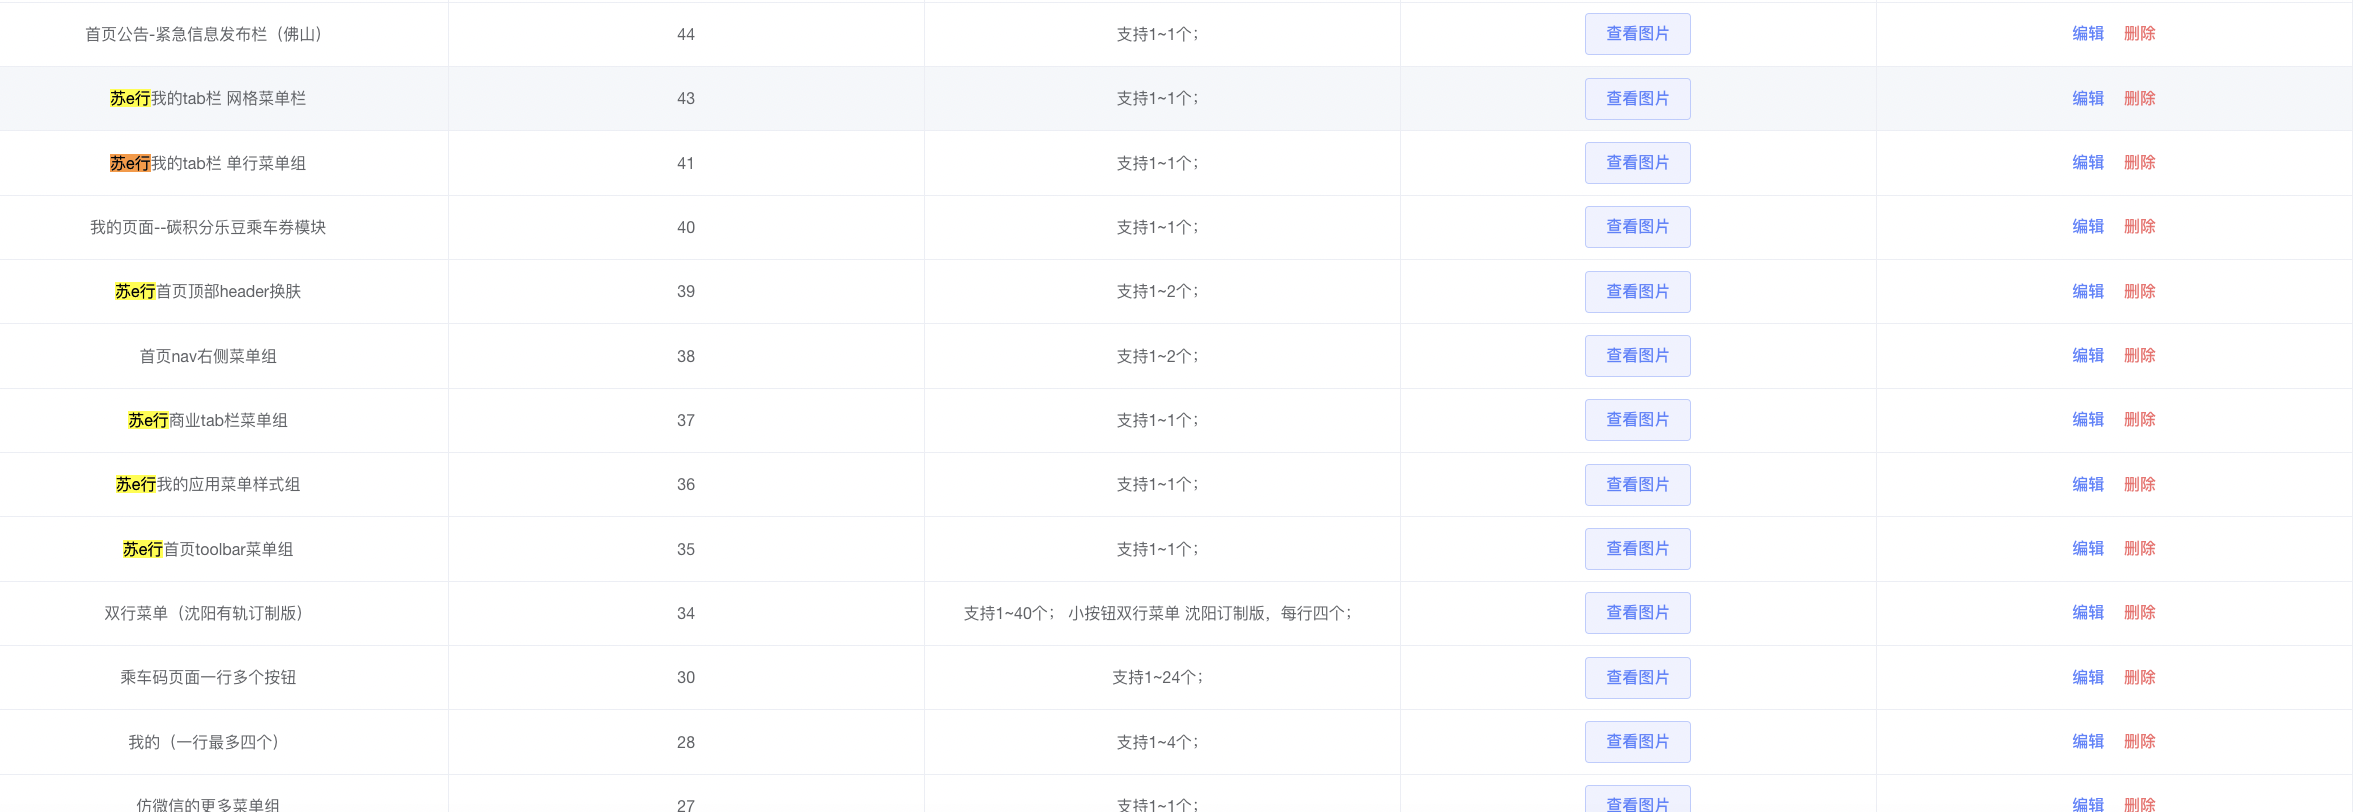 首页公告-紧急信息发布栏（佛山） 44 支持1~1个； 查看图片 编辑 删除
苏e行我的tab栏 网格菜单栏 43 支持1~1个； 查看图片 编辑 删除
苏e行我的tab栏 单行菜单组 41 支持1~1个； 查看图片 编辑 删除
我的页面--碳积分乐豆乘车券模块 40 支持1~1个； 查看图片 编辑 删除
苏e行首页顶部header换肤 39 支持1~2个； 查看图片 编辑 删除
首页nav右侧菜单组 38 支持1~2个； 查看图片 编辑 删除
苏e行商业tab栏菜单组 37 支持1~1个； 查看图片 编辑 删除
苏e行我的应用菜单样式组 36 支持1~1个； 查看图片 编辑 删除
苏e行首页toolbar菜单组 35 支持1~1个； 查看图片 编辑 删除
双行菜单（沈阳有轨订制版） 34 支持1~40个； 小按钮双行菜单 沈阳订制版，每行四个； 查看图片 编辑 删除
乘车码页面一行多个按钮 30 支持1~24个； 查看图片 编辑 删除
我的（一行最多四个） 28 支持1~4个； 查看图片 编辑 删除
仿微信的更多菜单组 27 支持1~1个； 查看图片 编辑 删除